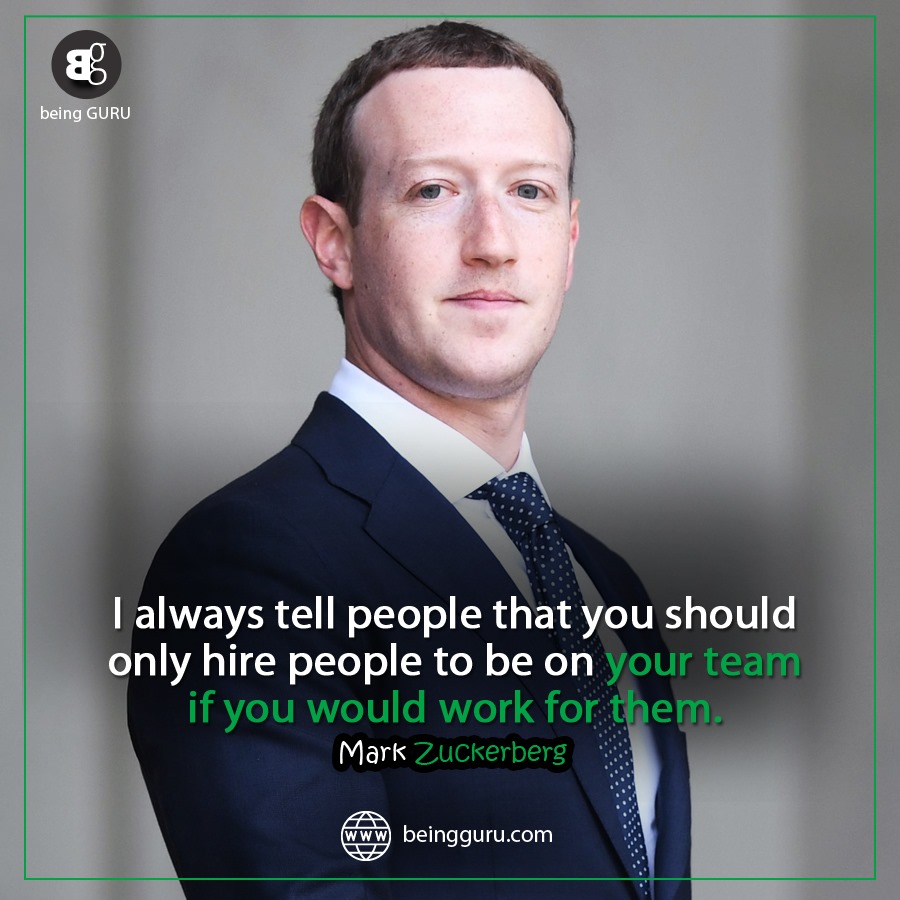 Bg
being GURU
I always tell people that you should
only hire people to be on your team
if you would work for them.
Mark Zuckerberg
www beingguru.com